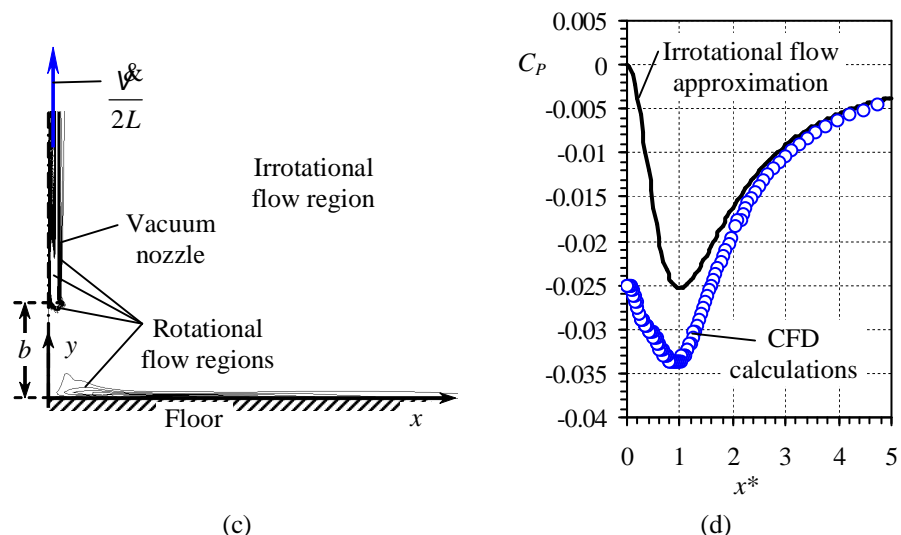 V&
2L
Irrotational
flow region
Vacuum
nozzle
b
y
Rotational
flow regions
Floor
x
(c)
C_P
0
-0.005
-0.01
-0.015
-0.02
-0.025
-0.03
-0.035
-0.04
Irrotational flow
approximation
CFD
calculations
0 1 2 3 4 5
x*
(d)